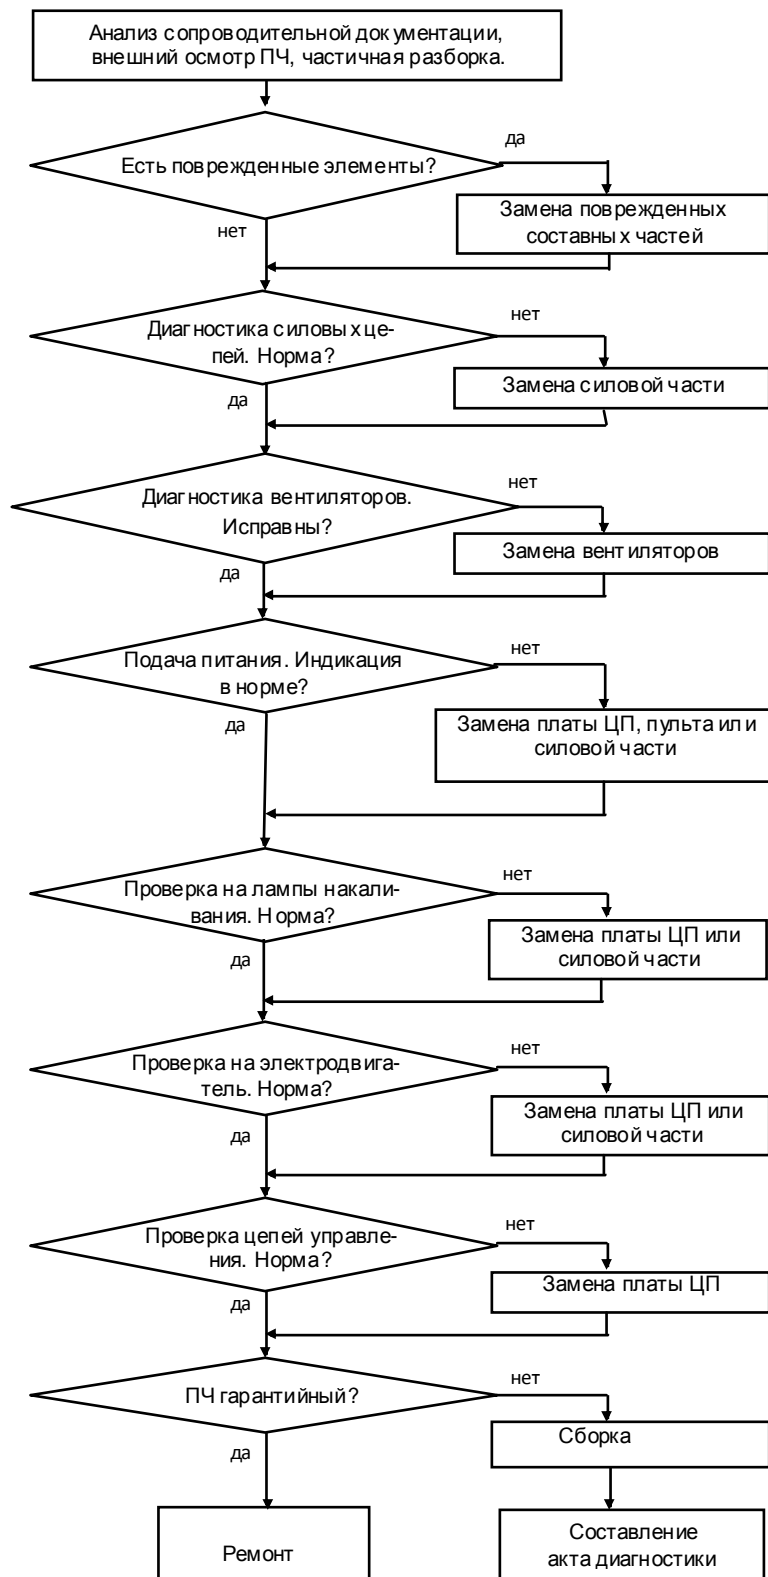 Анализ сопроводительной документации,
внешний осмотр ПЧ, частичная разборка.
да
Есть поврежденные элементы?
Замена поврежденных
составных частей
нет
нет
Диагностика силовых це-
пей. Норма?
Замена силовой части
да
нет
Диагностика вентиляторов.
Исправны?
Замена вентиляторов
да
нет
Подача питания. Индикация
в норме?
Замена платы ЦП, пульта или
силовой части
да
нет
Проверка на лампы накали-
вания. Норма?
Замена платы ЦП или
силовой части
да
нет
Проверка на электродвига-
тель. Норма?
Замена платы ЦП или
силовой части
да
нет
Проверка цепей управле-
ния. Норма?
Замена платы ЦП
да
нет
ПЧ гарантийный?
Сборка
да
Ремонт
Составление
акта диагностики